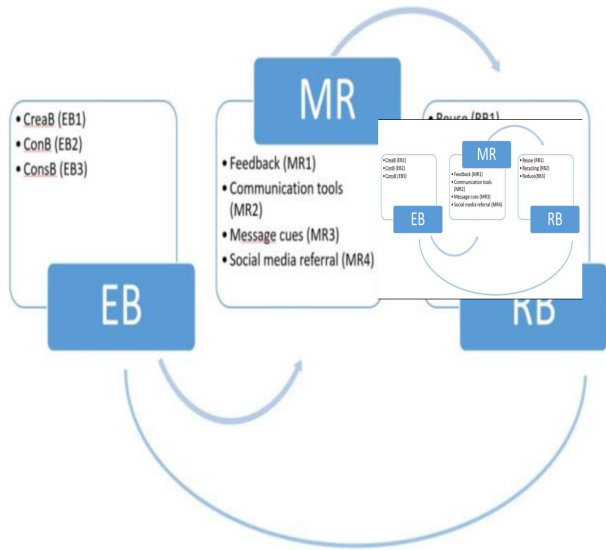 • CreaB (EB1)
• ConB (EB2)
• ConsB (EB3)
EB
MR
• Feedback (MR1)
• Communication tools
(MR2)
• Message cues (MR3)
• Social media referral (MR4)
• Reuse (RB1)
RB
• CreaB (EB1)
• ConB (EB2)
• ConsB (EB3)
EB
MR
• Feedback (MR1)
• Communication tools
(MR2)
• Message cues (MR3)
• Social media referral (MR4)
• Reuse (RB1)
• Recycling (RB2)
• Reduce(RB3)
RB